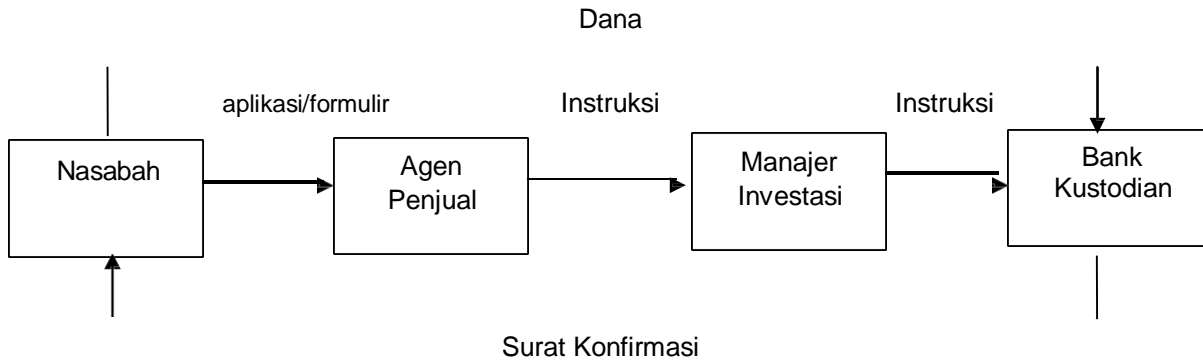 Dana
aplikasi/formulir
Instruksi
Instruksi
Nasabah
Agen
Penjual
Manajer
Investasi
Bank
Kustodian
Surat Konfirmasi